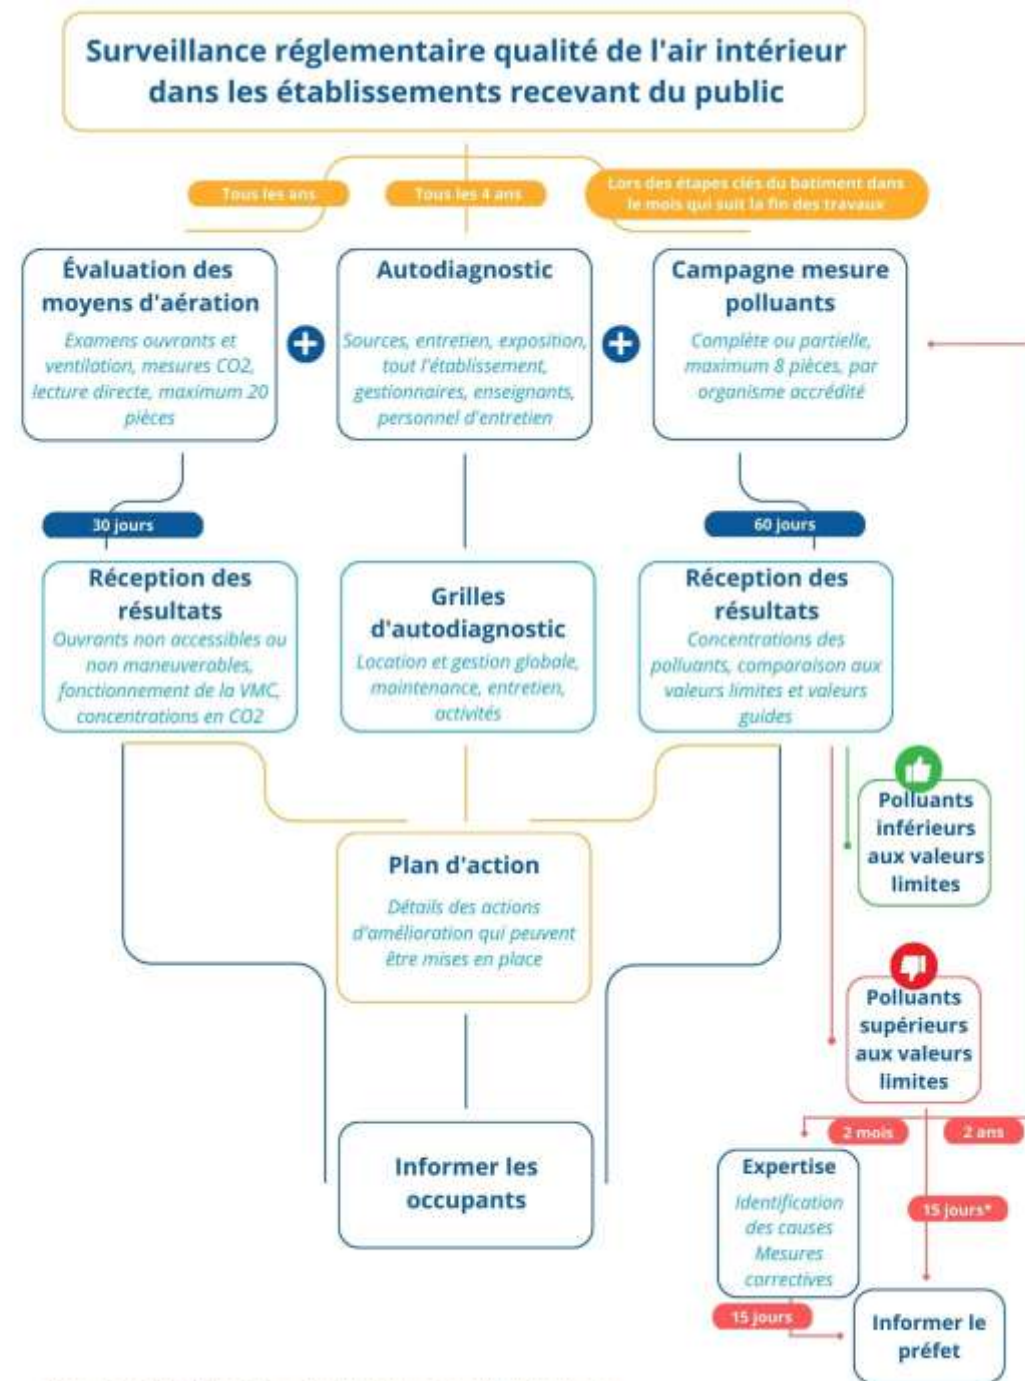 Surveillance réglementaire qualité de l'air intérieur
dans les établissements recevant du public
Tous les ans
Tous les 4 ans
Lors des étapes clés du batiment dans
le mois qui suit la fin des travaux
Évaluation des
moyens d'aération
Examens ouvrants et
ventilation, mesures CO2,
lecture directe, maximum 20
pièces
Autodiagnostic
Sources, entretien, exposition,
tout l'établissement,
gestionnaires, enseignants,
personnel d'entretien
Campagne mesure
polluants
Complète ou partielle,
maximum 8 pièces, par
organisme accrédité
30 jours
60 jours
Réception des
résultats
Ouvrants non accessibles ou
non maneuverables,
fonctionnement de la VMC,
concentrations en CO2
Grilles
d'autodiagnostic
Location et gestion globale,
maintenance, entretien,
activités
Réception des
résultats
Concentrations des
polluants, comparaison aux
valeurs limites et valeurs
guides
Polluants
inférieurs
aux valeurs
limites
Plan d'action
Détails des actions
d'amélioration qui peuvent
être mises en place
Polluants
supérieurs
aux valeurs
limites
2 mois
2 ans
Informer les
occupants
Expertise
Identification
des causes
Mesures
correctives
15 jours*
15 jours
Informer le
préfet